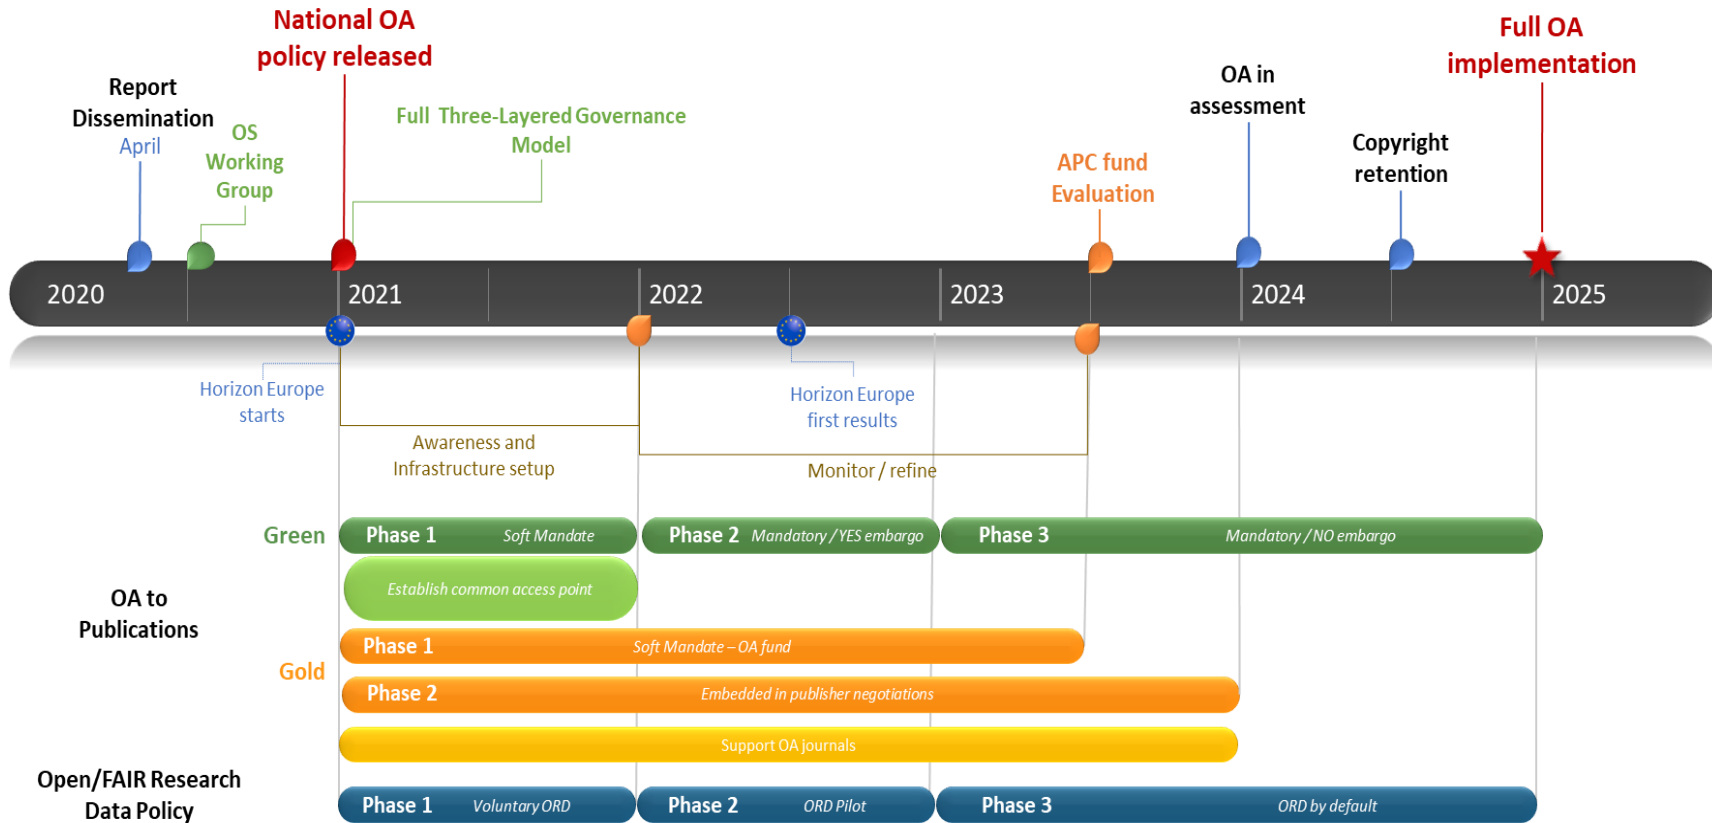 National OA
policy released
Full OA
implementation
Report
Dissemination
April
OS
Working
Group
Full Three-Layered Governance
Model
APC fund
Evaluation
OA in
assessment
Copyright
retention
2020
2021
2022
2023
2024
2025
Horizon Europe
starts
Horizon Europe
first results
Awareness and
Infrastructure setup
Monitor / refine
OA to
Publications
Green
Phase 1 Soft Mandate
Phase 2 Mandatory / YES embargo
Phase 3 Mandatory / NO embargo
Establish common access point
Gold
Phase 1 Soft Mandate – OA fund
Phase 2 Embedded in publisher negotiations
Support OA journals
Open/FAIR Research
Data Policy
Phase 1 Voluntary ORD
Phase 2 ORD Pilot
Phase 3 ORD by default